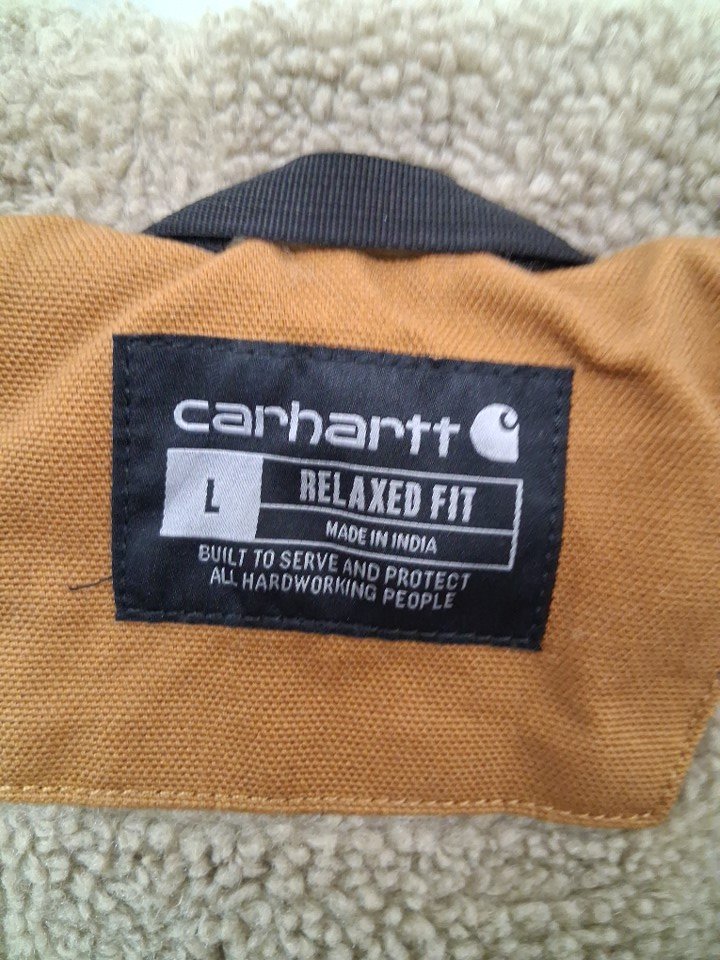 carhartt
L RELAXED FIT
MADE IN INDIA
BUILT TO SERVE AND PROTECT
ALL HARDWORKING PEOPLE